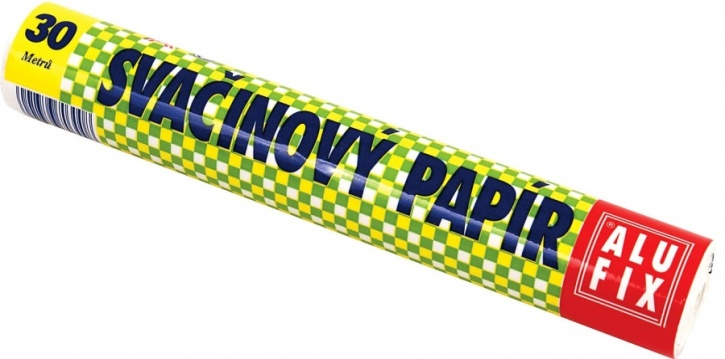 30
Metrů
SVAČINOVÝ PAPÍR
® ALU
FIX